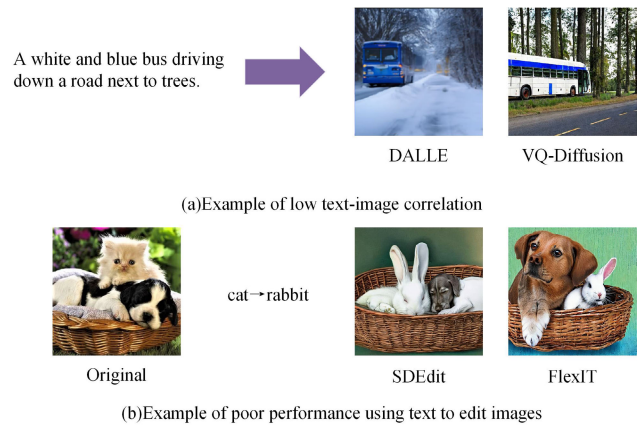 A white and blue bus driving
down a road next to trees.
DALLE
VQ-Diffusion
(a)Example of low text-image correlation
cat→rabbit
Original
SDEdit
FlexIT
(b)Example of poor performance using text to edit images